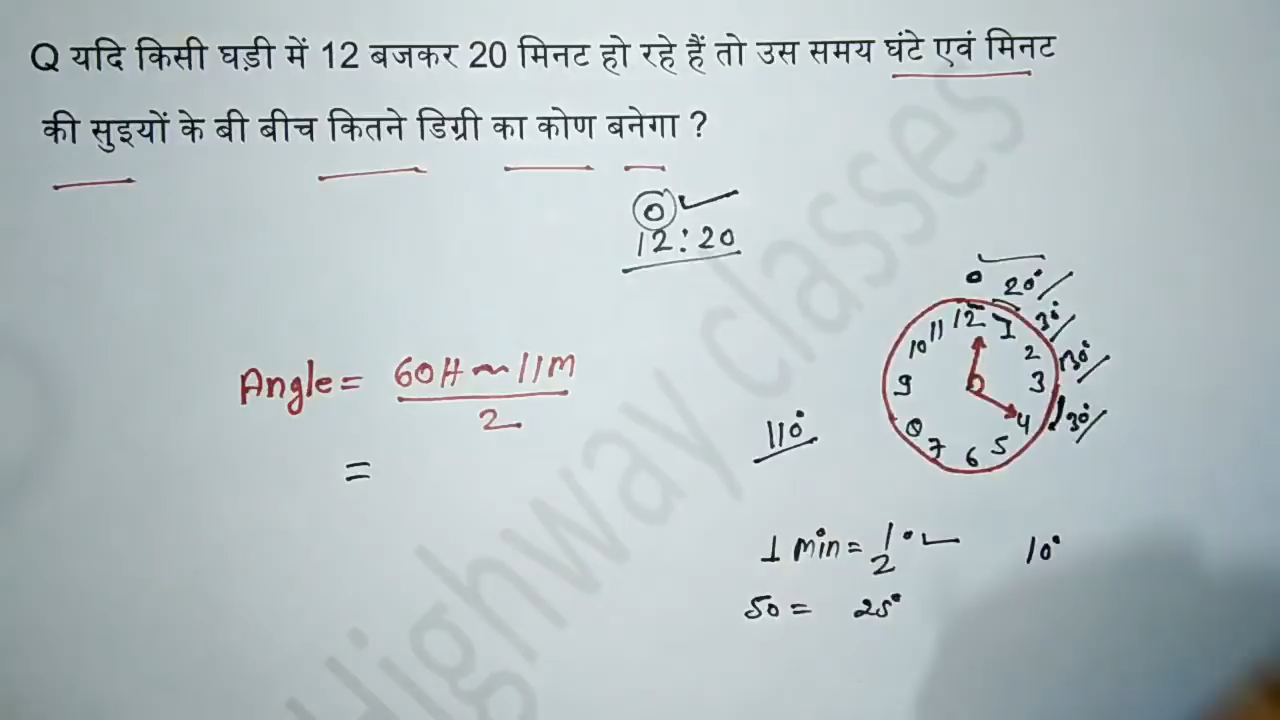 Q यदि किसी घड़ी में 12 बजकर 20 मिनट हो रहे हैं तो उस समय घंटे एवं मिनट
की सुइयों के बी बीच कितने डिग्री का कोण बनेगा ?
0
12:20
Angle = 60H ~ 11M
2
=
0 20°
30°
30°
30°
12 1 2 3 4 5 6 7 8 9 10 11
110°
1 min = 1/2° 10°
50 = 25°
Highway classes